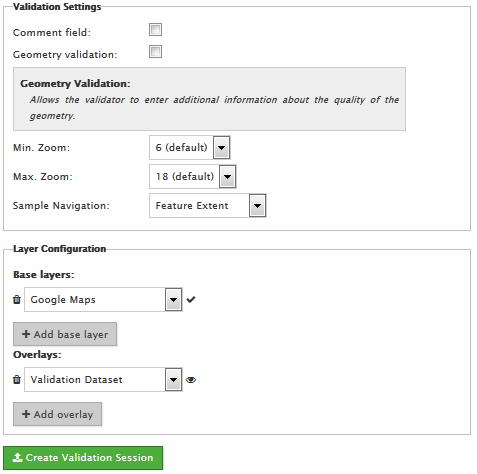 Validation Settings
Comment field:
Geometry validation:
Geometry Validation:
Allows the validator to enter additional information about the quality of the
geometry.
Min. Zoom: 6 (default)
Max. Zoom: 18 (default)
Sample Navigation: Feature Extent
Layer Configuration
Base layers:
Google Maps
+ Add base layer
Overlays:
Validation Dataset
+ Add overlay
Create Validation Session